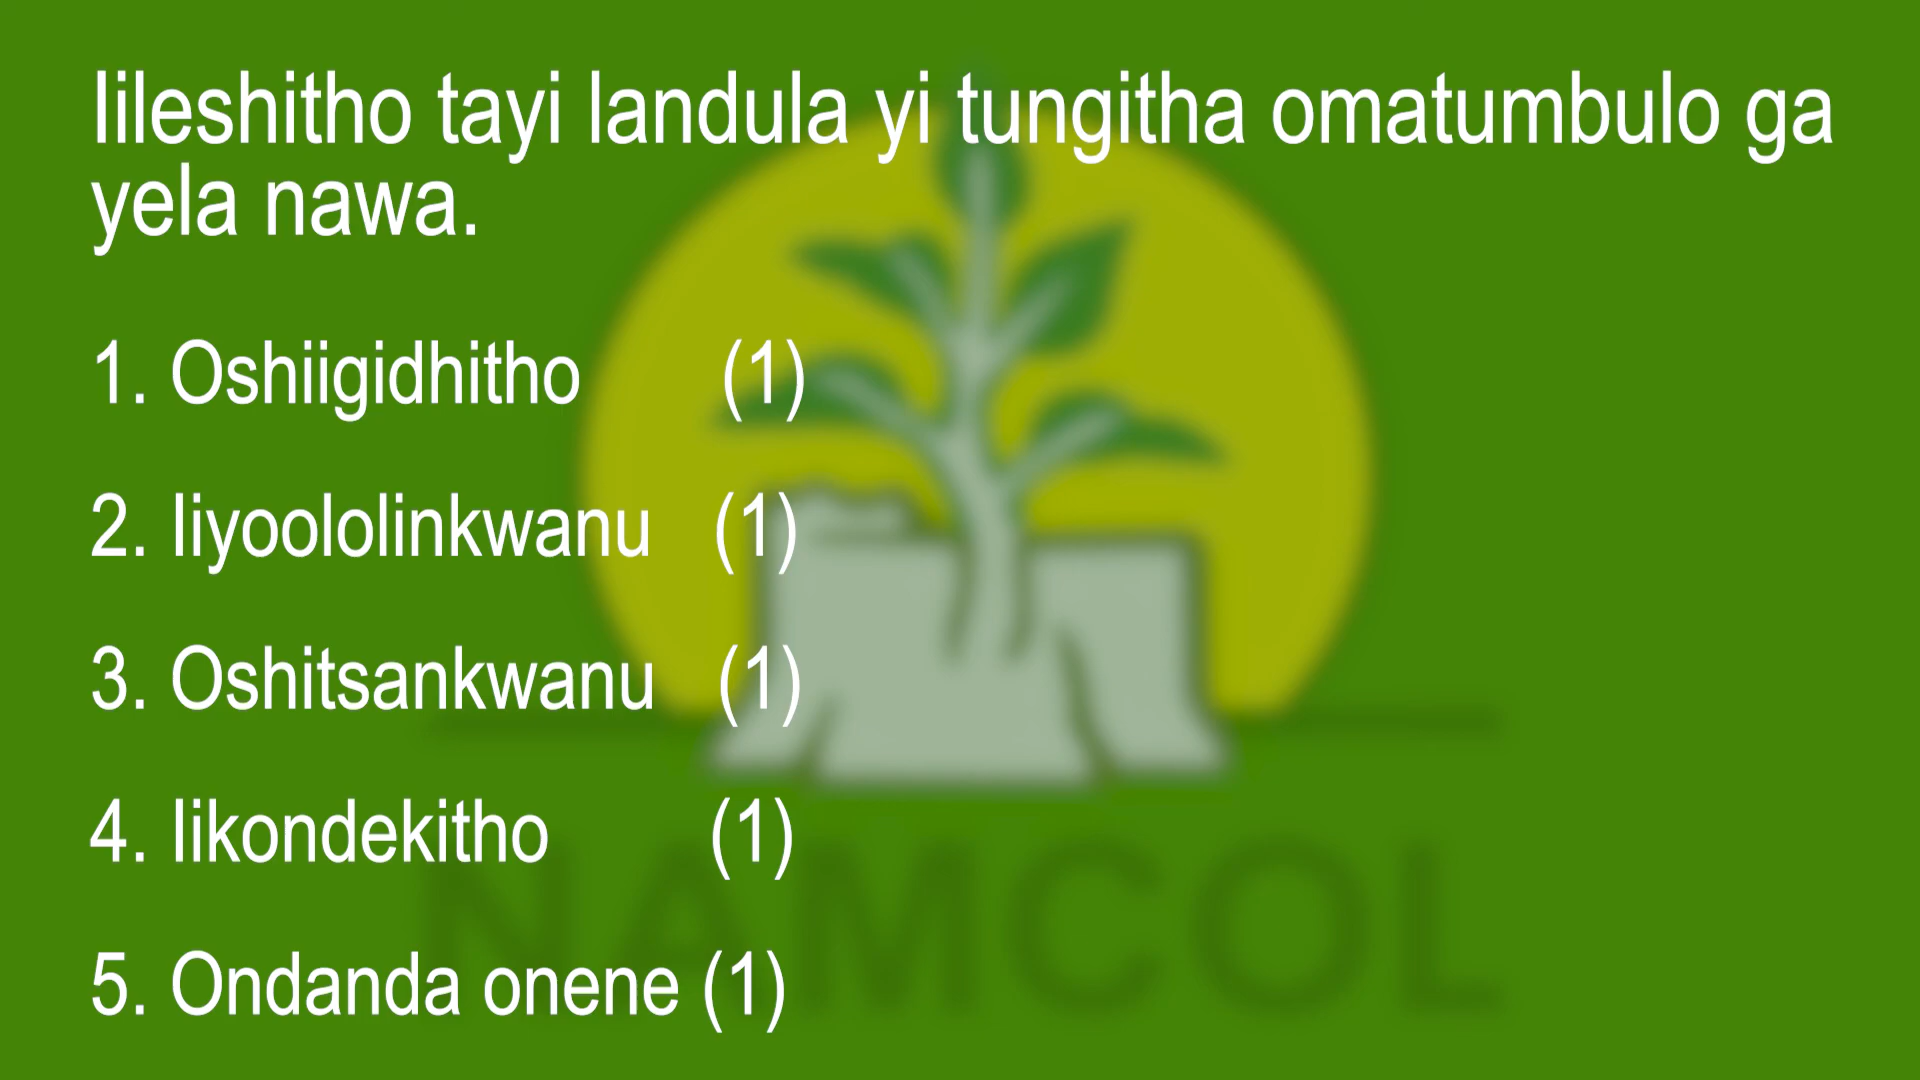 Iileshitho tayi landula yi tungitha omatumbulo ga
yela nawa.
1. Oshiigidhitho (1)
2. Iiyoololinkwanu (1)
3. Oshitsankwanu (1)
4. Iikondekitho (1)
5. Ondanda onene (1)
NAMCOL